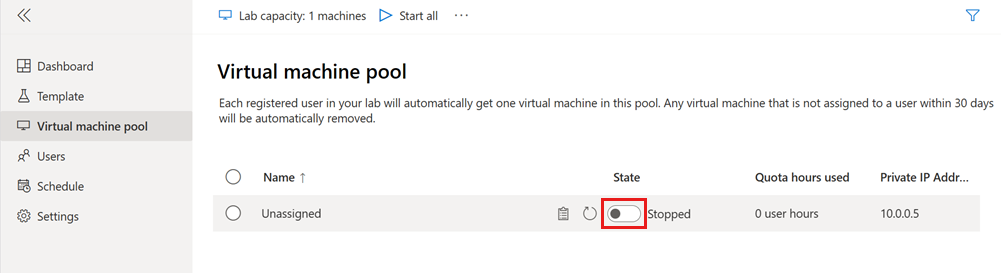 Lab capacity: 1 machines Start all ...
Dashboard
Template
Virtual machine pool
Users
Schedule
Settings
Virtual machine pool
Each registered user in your lab will automatically get one virtual machine in this pool. Any virtual machine that is not assigned to a user within 30 days
will be automatically removed.
Name ↑ State Quota hours used Private IP Addr...
Unassigned Stopped 0 user hours 10.0.0.5